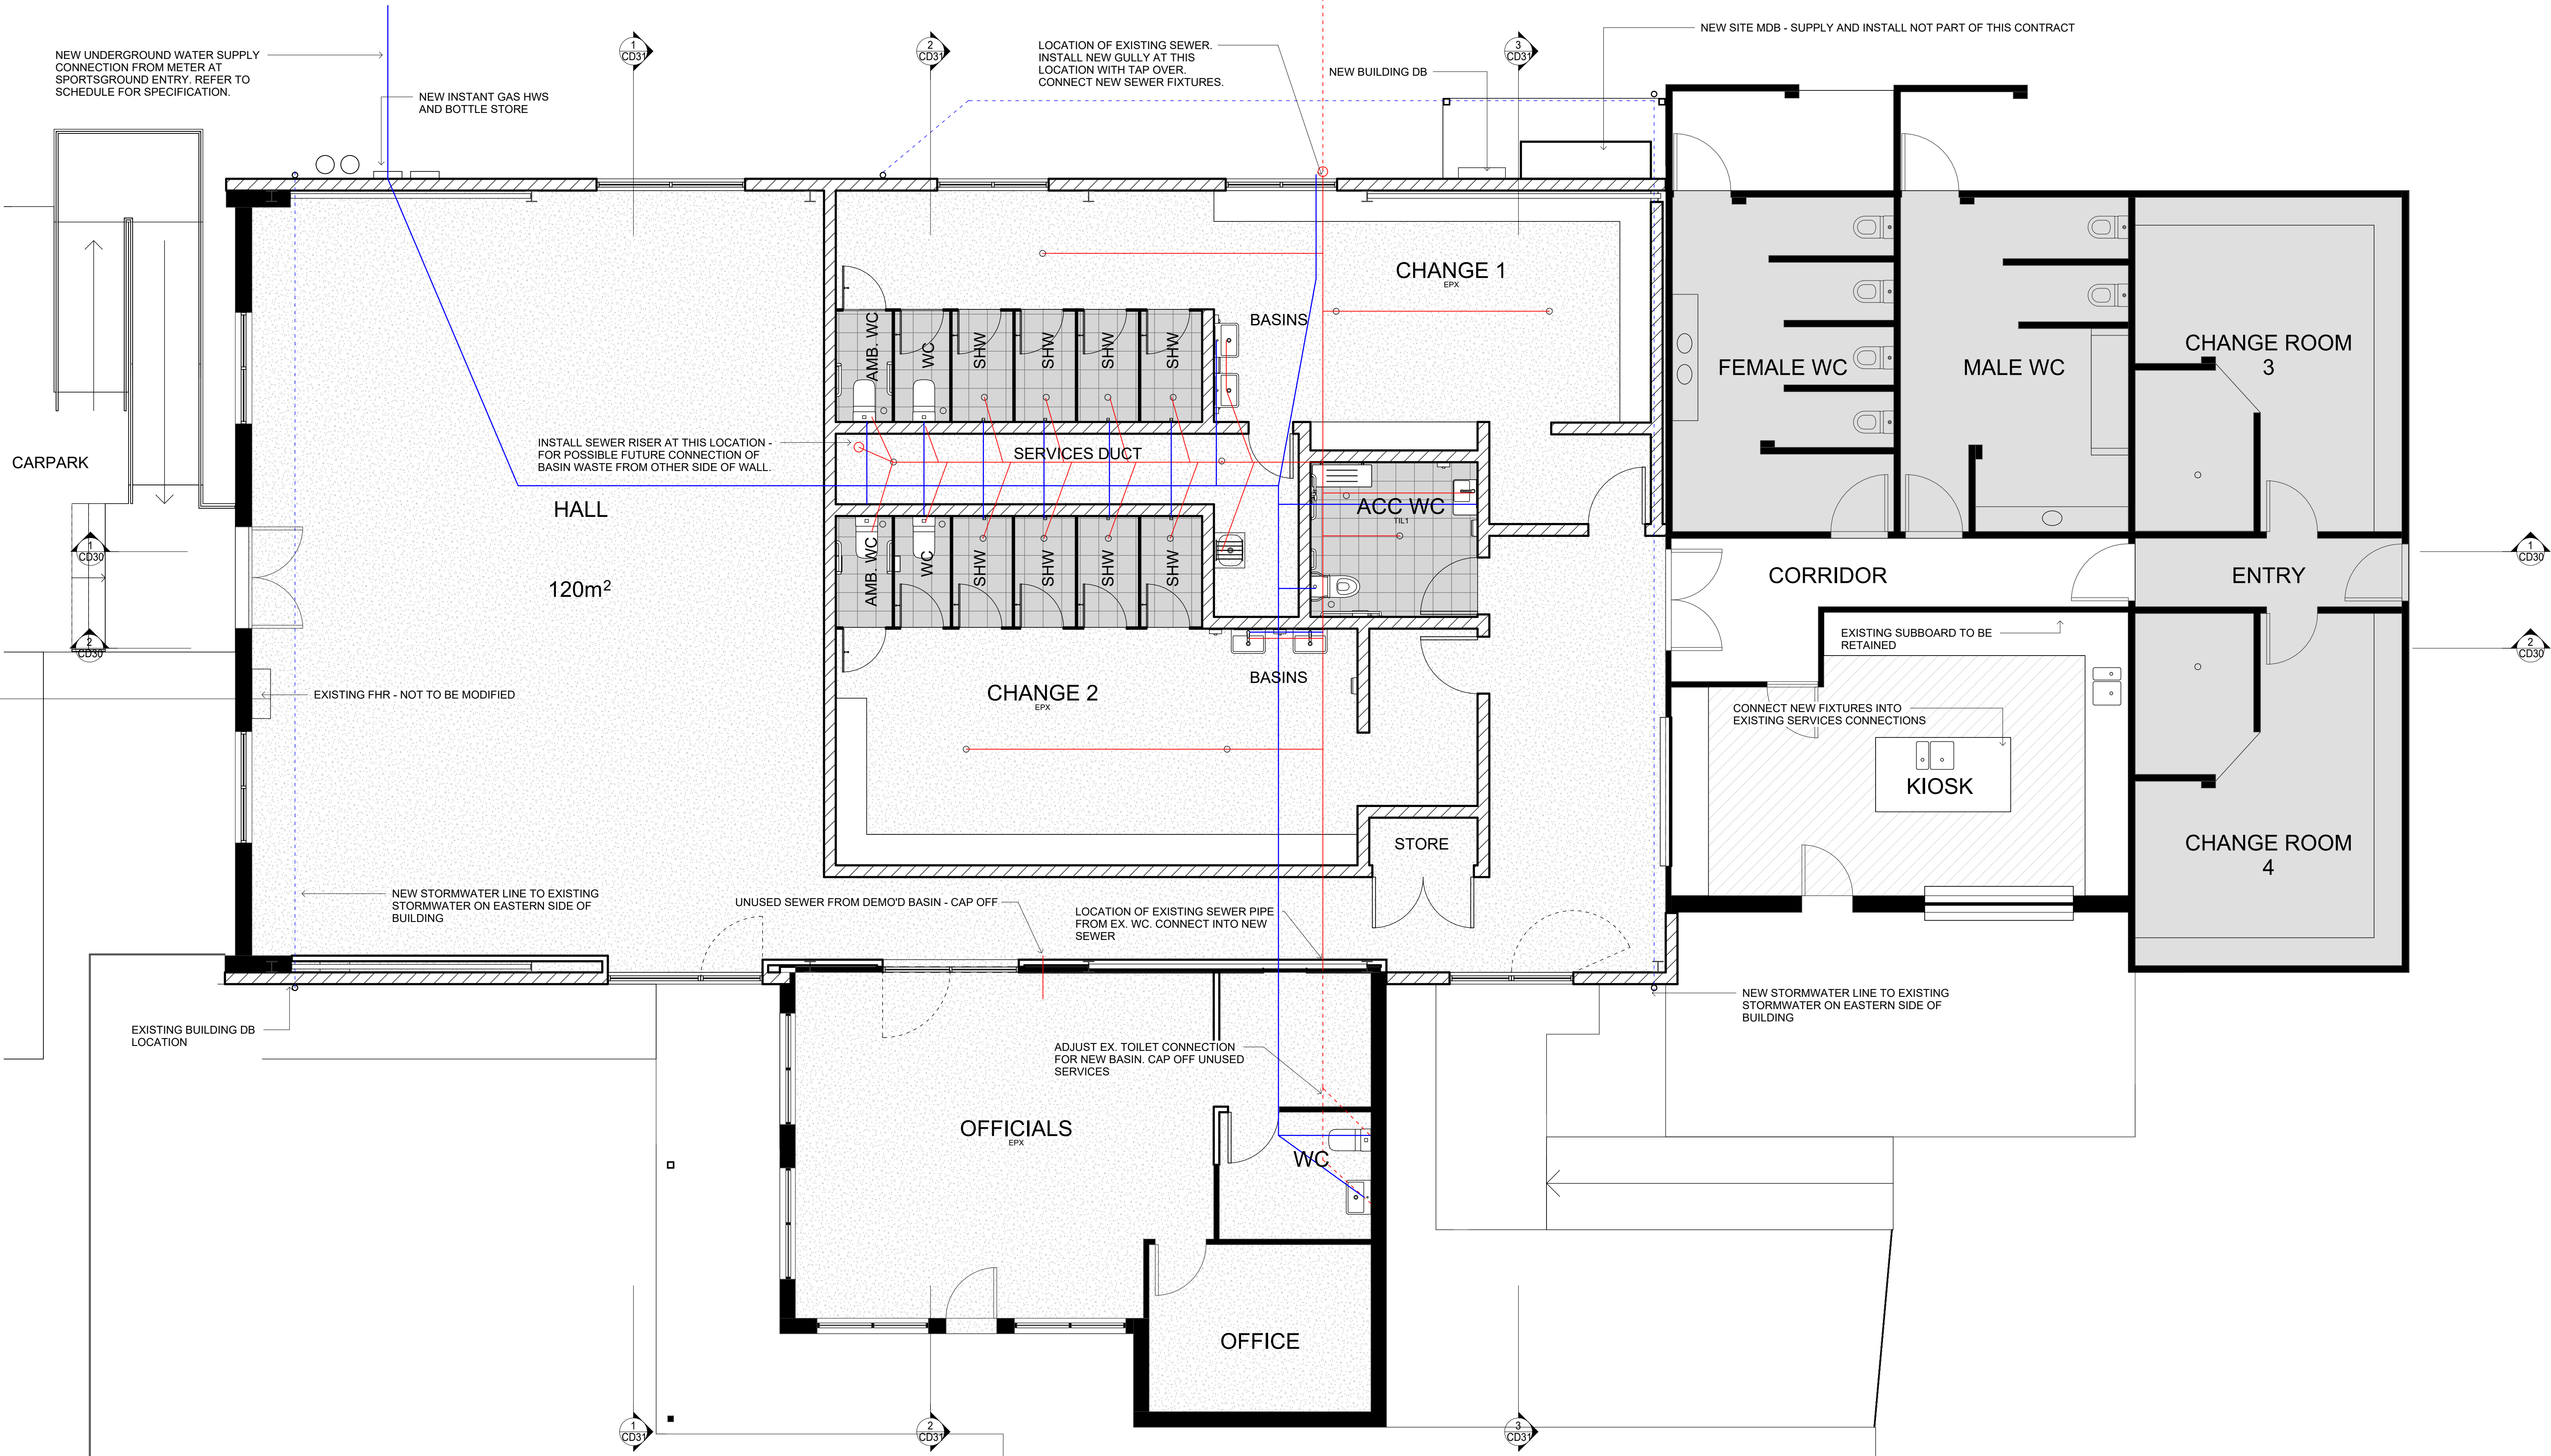 NEW SITE MDB - SUPPLY AND INSTALL NOT PART OF THIS CONTRACT
NEW UNDERGROUND WATER SUPPLY
CONNECTION FROM METER AT
SPORTSGROUND ENTRY. REFER TO
SCHEDULE FOR SPECIFICATION.
1
CD31
2
CD31
LOCATION OF EXISTING SEWER.
INSTALL NEW GULLY AT THIS
LOCATION WITH TAP OVER.
CONNECT NEW SEWER FIXTURES.
3
CD31
NEW BUILDING DB
NEW INSTANT GAS HWS
AND BOTTLE STORE
CHANGE 1
EPX
BASINS
AMB. WC
WC
SHW
SHW
SHW
SHW
FEMALE WC
MALE WC
CHANGE ROOM
3
INSTALL SEWER RISER AT THIS LOCATION -
FOR POSSIBLE FUTURE CONNECTION OF
BASIN WASTE FROM OTHER SIDE OF WALL.
SERVICES DUCT
CARPARK
HALL
120m²
ACC WC
TIL1
1
CD30
1
CD30
AMB. WC
WC
SHW
SHW
SHW
SHW
CORRIDOR
ENTRY
2
CD30
2
CD30
EXISTING SUBBOARD TO BE
RETAINED
BASINS
EXISTING FHR - NOT TO BE MODIFIED
CHANGE 2
EPX
CONNECT NEW FIXTURES INTO
EXISTING SERVICES CONNECTIONS
KIOSK
STORE
CHANGE ROOM
4
NEW STORMWATER LINE TO EXISTING
STORMWATER ON EASTERN SIDE OF
BUILDING
UNUSED SEWER FROM DEMO'D BASIN - CAP OFF
LOCATION OF EXISTING SEWER PIPE
FROM EX. WC. CONNECT INTO NEW
SEWER
NEW STORMWATER LINE TO EXISTING
STORMWATER ON EASTERN SIDE OF
BUILDING
EXISTING BUILDING DB
LOCATION
ADJUST EX. TOILET CONNECTION
FOR NEW BASIN. CAP OFF UNUSED
SERVICES
OFFICIALS
EPX
WC
OFFICE
1
CD31
2
CD31
3
CD31